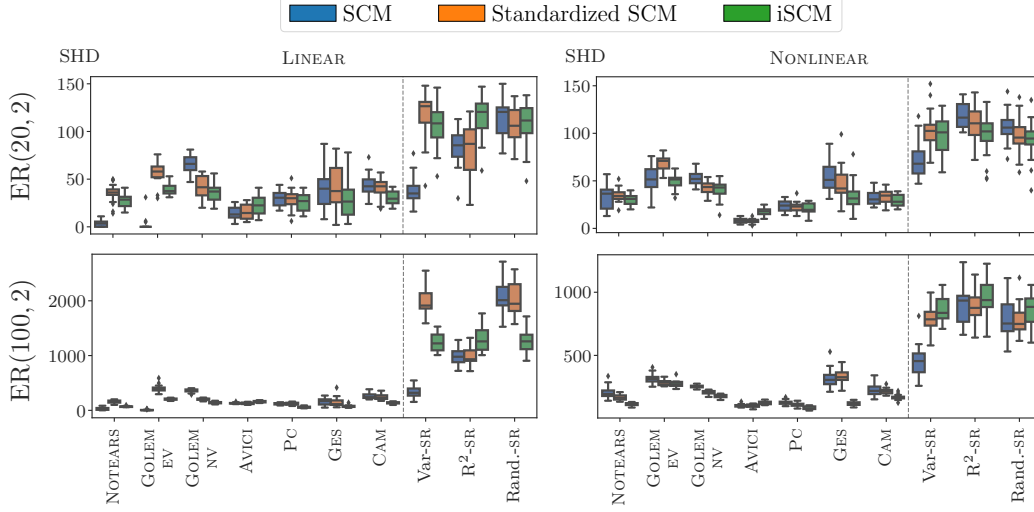 SCM Standardized SCM iSCM
SHD LINEAR SHD NONLINEAR
ER(20, 2)
150
100
50
0
150
100
50
0
ER(100, 2)
2000
1000
0
1000
500
NOTEARS
GOLEM EV
GOLEM NV
AVICI
PC
GES
CAM
Var-SR
R²-SR
Rand.-SR
NOTEARS
GOLEM EV
GOLEM NV
AVICI
PC
GES
CAM
Var-SR
R²-SR
Rand.-SR